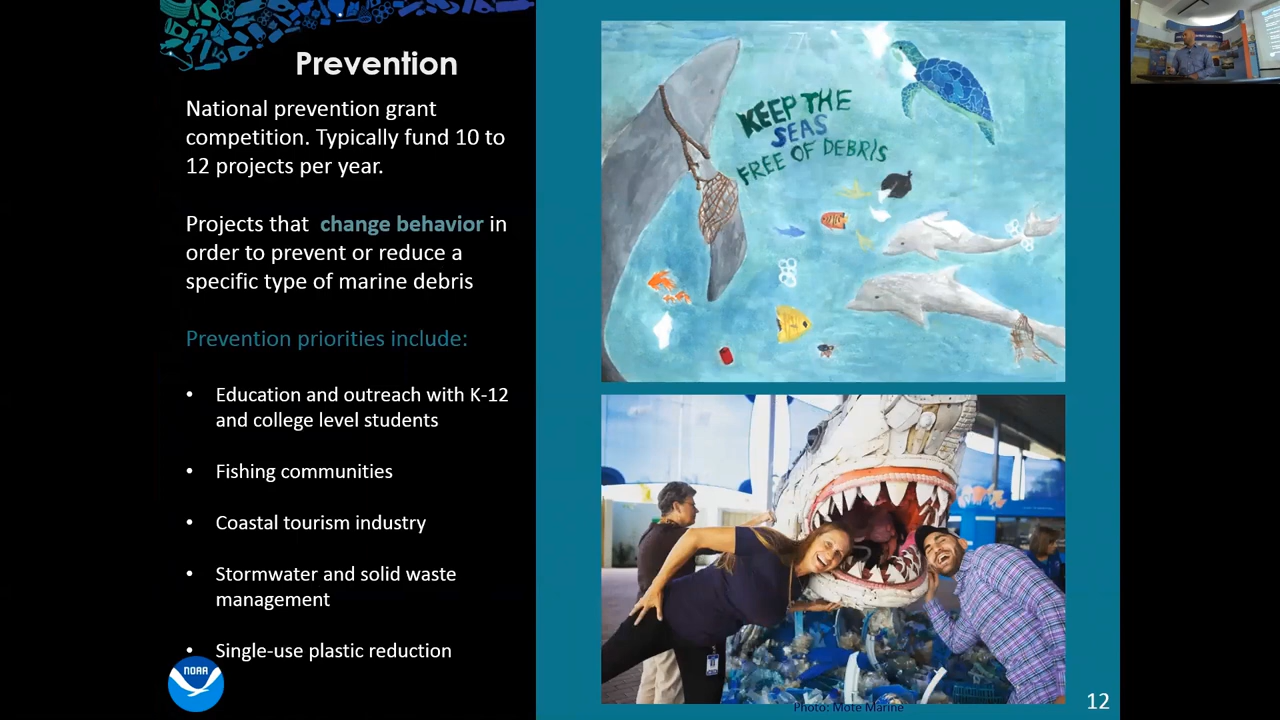 Prevention
National prevention grant
competition. Typically fund 10 to
12 projects per year.
Projects that change behavior in
order to prevent or reduce a
specific type of marine debris
Prevention priorities include:
• Education and outreach with K-12
and college level students
• Fishing communities
• Coastal tourism industry
• Stormwater and solid waste
management
• Single-use plastic reduction
NOAA
KEEP THE
SEAS
FREE OF DEBRIS
Photo: Mote Marine
12